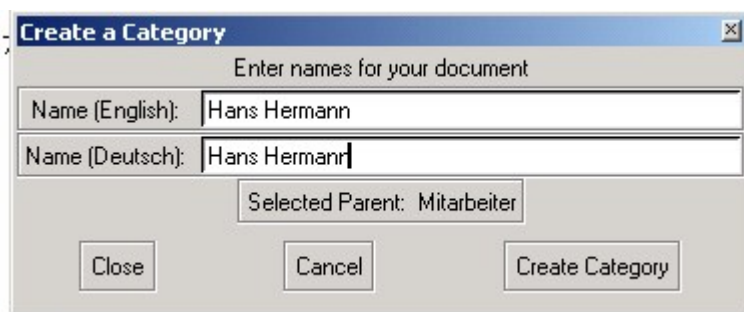 Create a Category
Enter names for your document
Name (English): Hans Hermann
Name (Deutsch): Hans Hermann
Selected Parent: Mitarbeiter
Close Cancel Create Category